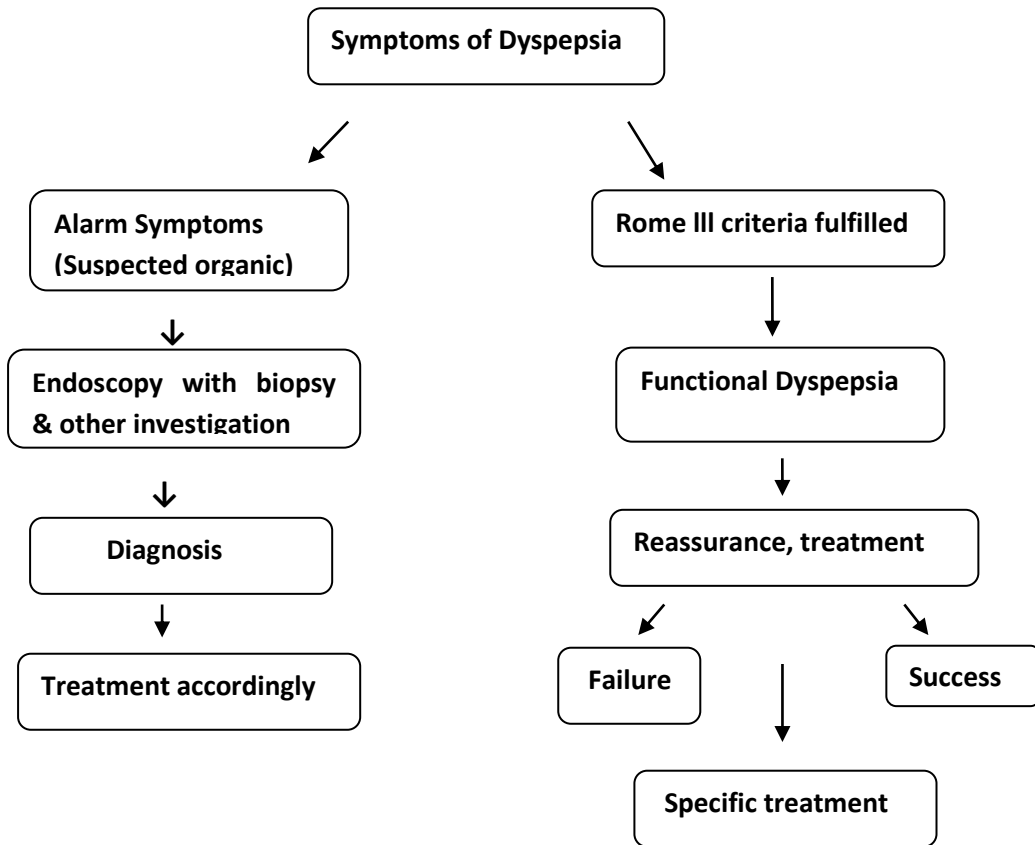 Symptoms of Dyspepsia
Alarm Symptoms
(Suspected organic)
Rome lll criteria fulfilled
Endoscopy with biopsy
& other investigation
Functional Dyspepsia
Diagnosis
Reassurance, treatment
Treatment accordingly
Failure
Success
Specific treatment